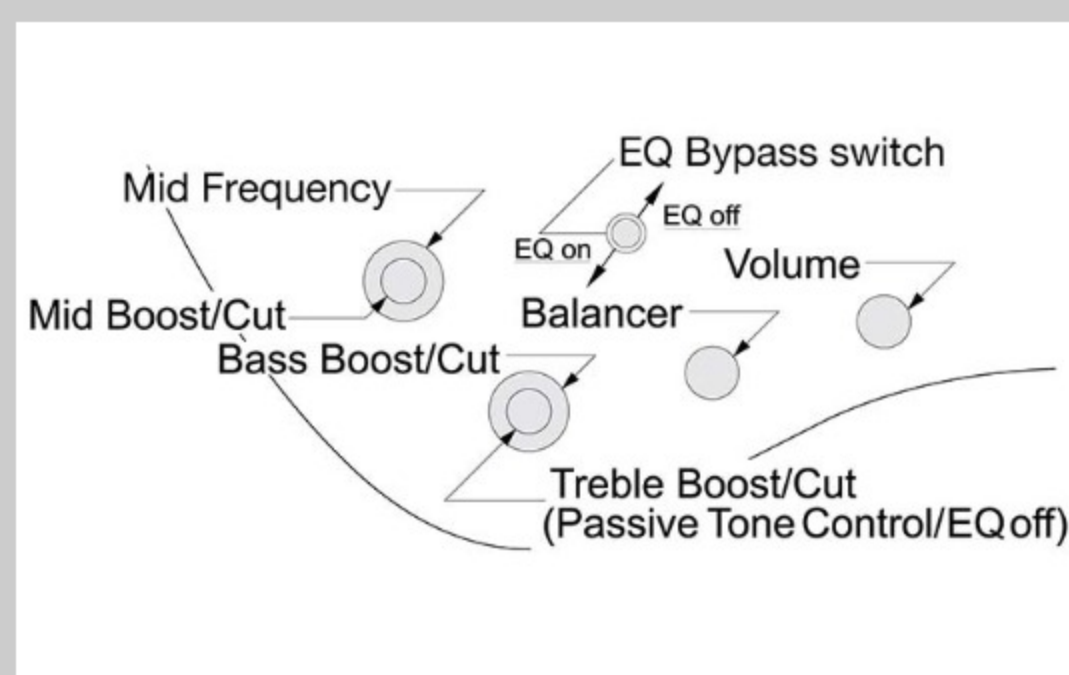 EQ Bypass switch
Mid Frequency
EQ off
EQ on
Volume
Mid Boost/Cut
Balancer
Bass Boost/Cut
Treble Boost/Cut
(Passive Tone Control/EQ off)